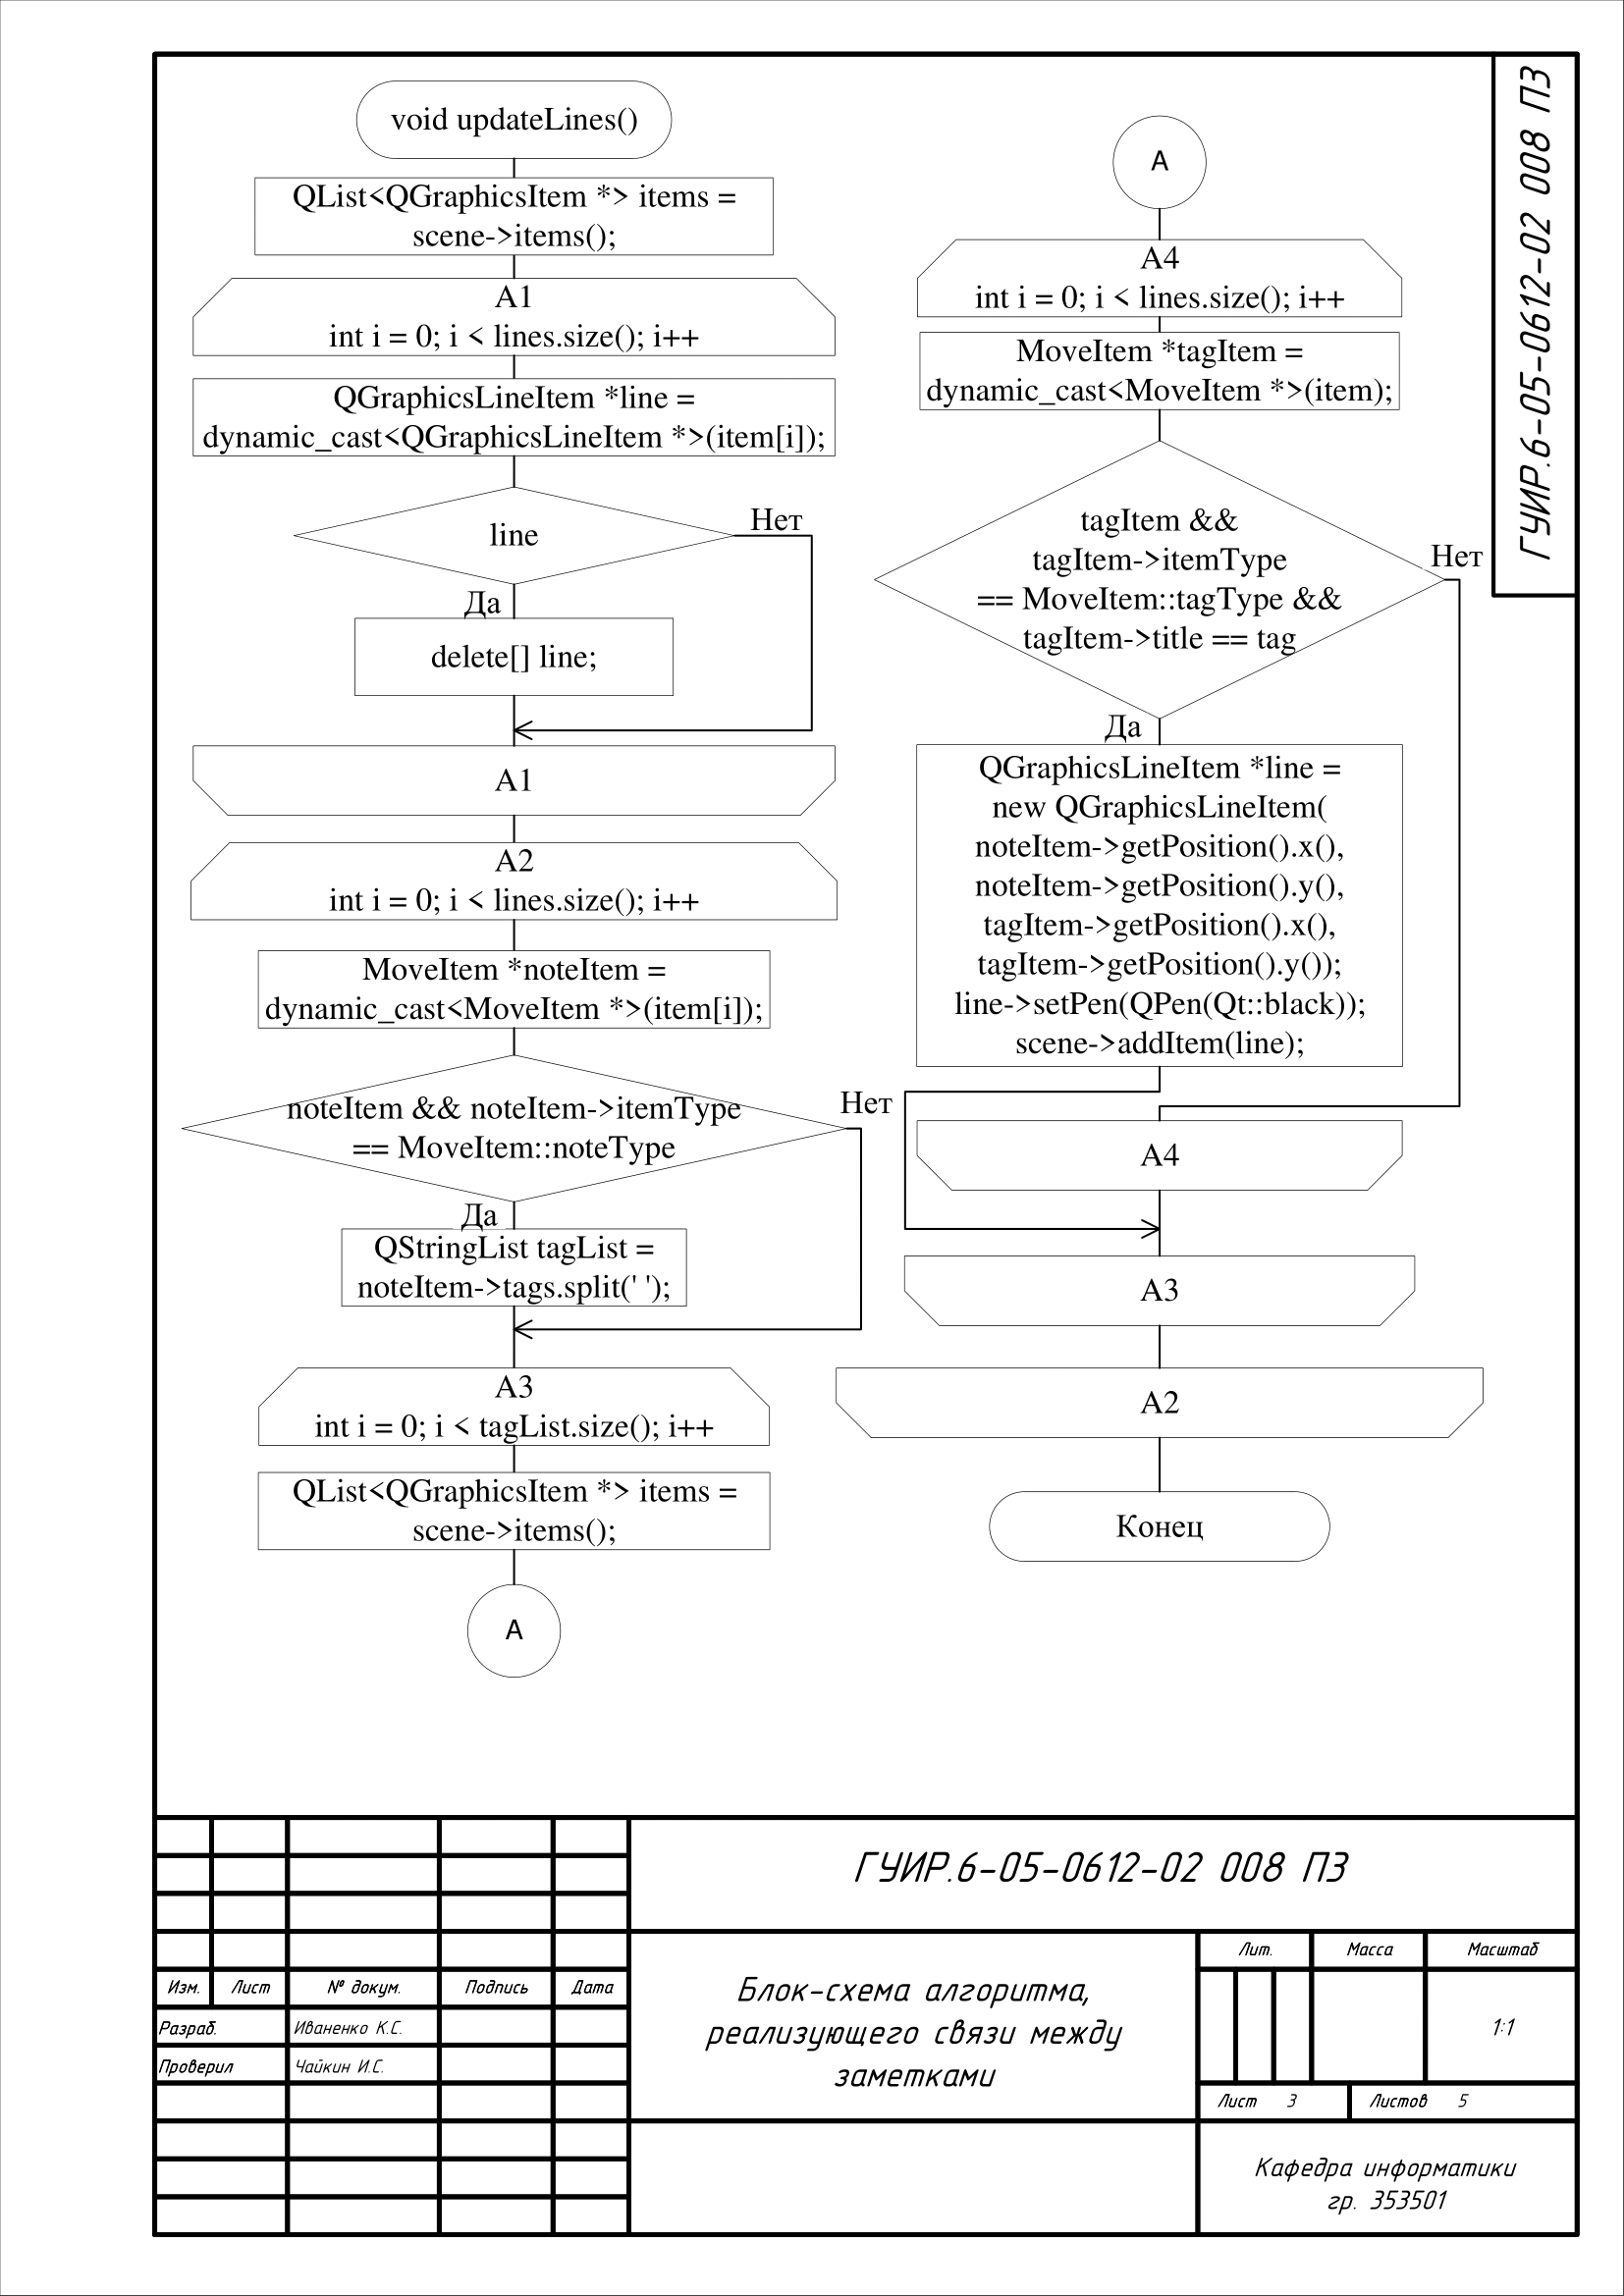 void updateLines()
QList<QGraphicsItem *> items =
scene->items();
A1
int i = 0; i < lines.size(); i++
QGraphicsLineItem *line =
dynamic_cast<QGraphicsLineItem *>(item[i]);
line
Нет
Да
delete[] line;
A1
A2
int i = 0; i < lines.size(); i++
MoveItem *noteItem =
dynamic_cast<MoveItem *>(item[i]);
noteItem && noteItem->itemType
== MoveItem::noteType
Нет
Да
QStringList tagList =
noteItem->tags.split(' ');
A3
int i = 0; i < tagList.size(); i++
QList<QGraphicsItem *> items =
scene->items();
A
A
A4
int i = 0; i < lines.size(); i++
MoveItem *tagItem =
dynamic_cast<MoveItem *>(item);
tagItem &&
tagItem->itemType
== MoveItem::tagType &&
tagItem->title == tag
Нет
Да
QGraphicsLineItem *line =
new QGraphicsLineItem(
noteItem->getPosition().x(),
noteItem->getPosition().y(),
tagItem->getPosition().x(),
tagItem->getPosition().y());
line->setPen(QPen(Qt::black));
scene->addItem(line);
A4
A3
A2
Конец
ГУИР.6-05-0612-02 008 ПЗ
ГУИР.6-05-0612-02 008 ПЗ
Изм. Лист № докум. Подпись Дата
Разраб. Иваненко К.С.
Проверил Чайкин И.С.
Блок-схема алгоритма,
реализующего связи между
заметками
Лит. Масса Масштаб
1:1
Лист 3 Листов 5
Кафедра информатики
гр. 353501